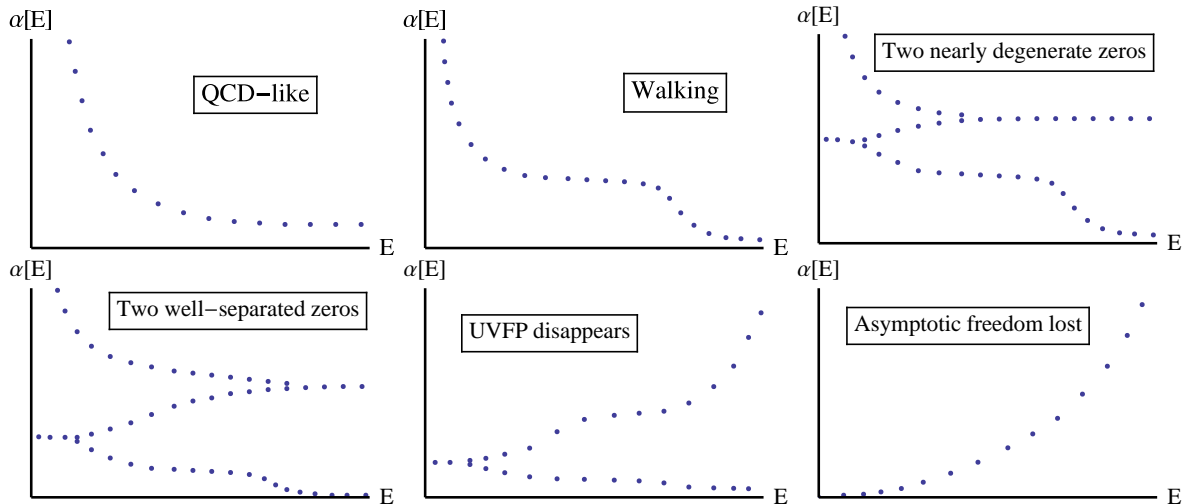 α[E]
QCD−like
E
α[E]
Walking
E
α[E]
Two nearly degenerate zeros
E
α[E]
Two well−separated zeros
E
α[E]
UVFP disappears
E
α[E]
Asymptotic freedom lost
E